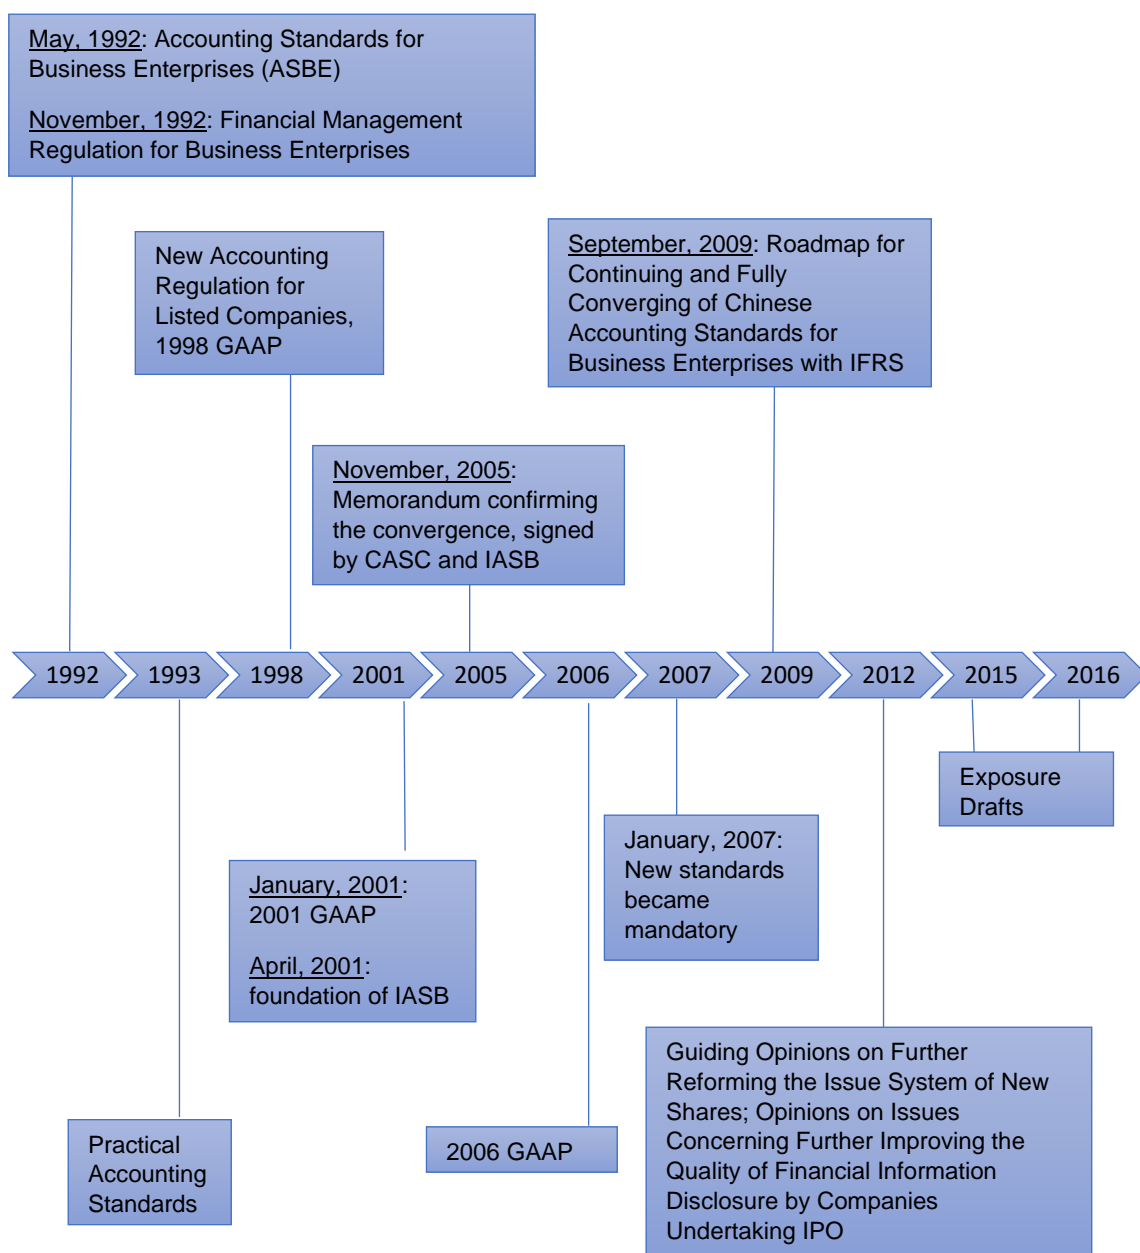 May, 1992: Accounting Standards for
Business Enterprises (ASBE)
November, 1992: Financial Management
Regulation for Business Enterprises
New Accounting
Regulation for
Listed Companies,
1998 GAAP
September, 2009: Roadmap for
Continuing and Fully
Converging of Chinese
Accounting Standards for
Business Enterprises with IFRS
November, 2005:
Memorandum confirming
the convergence, signed
by CASC and IASB
1992
1993
1998
2001
2005
2006
2007
2009
2012
2015
2016
Exposure
Drafts
January, 2007:
New standards
became
mandatory
January, 2001:
2001 GAAP
April, 2001:
foundation of IASB
Guiding Opinions on Further
Reforming the Issue System of New
Shares; Opinions on Issues
Concerning Further Improving the
Quality of Financial Information
Disclosure by Companies
Undertaking IPO
Practical
Accounting
Standards
2006 GAAP